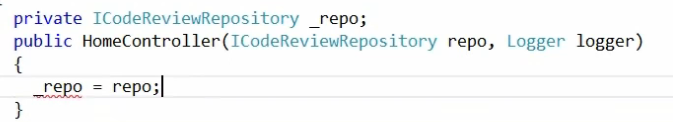 private ICodeReviewRepository _repo;
public HomeController(ICodeReviewRepository repo, Logger logger)
{
_repo = repo;
}